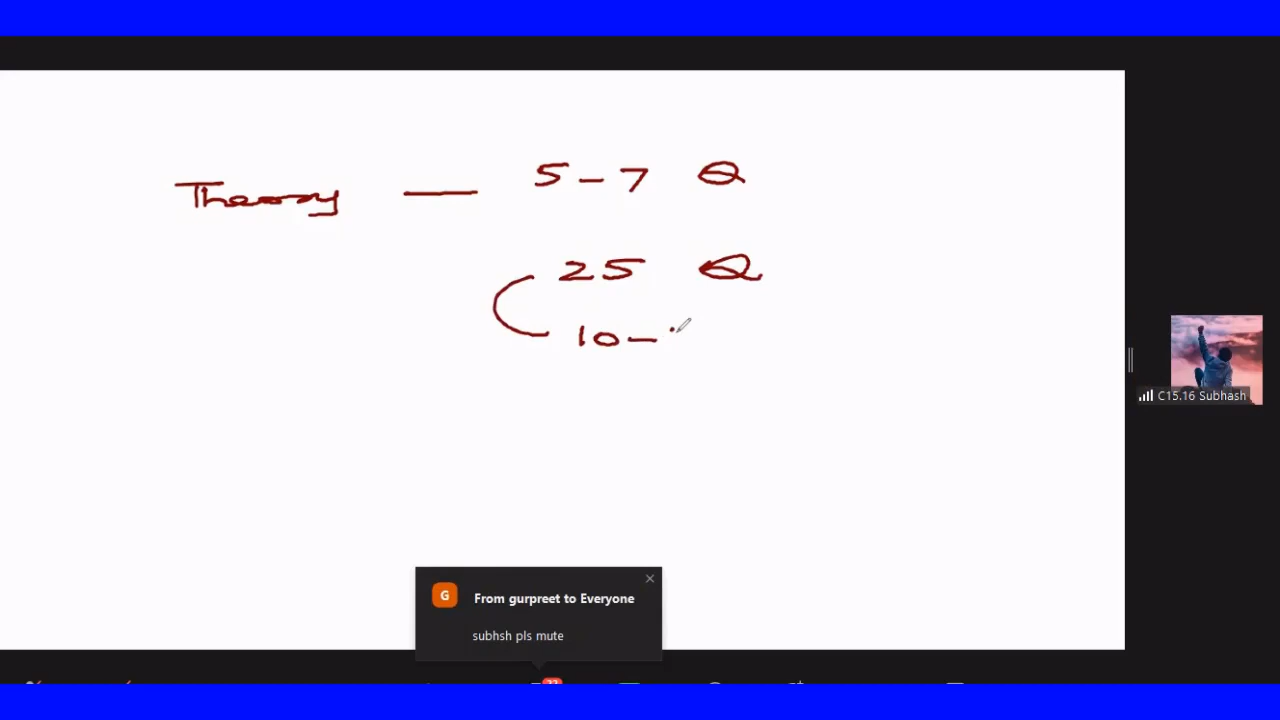 Theory — 5-7 Q
25 Q
10-
C15.16 Subhash
G From gurpreet to Everyone
subhsh pls mute